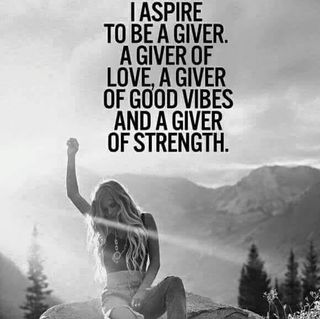 I ASPIRE
TO BE A GIVER.
A GIVER OF
LOVE, A GIVER
OF GOOD VIBES
AND A GIVER
OF STRENGTH.